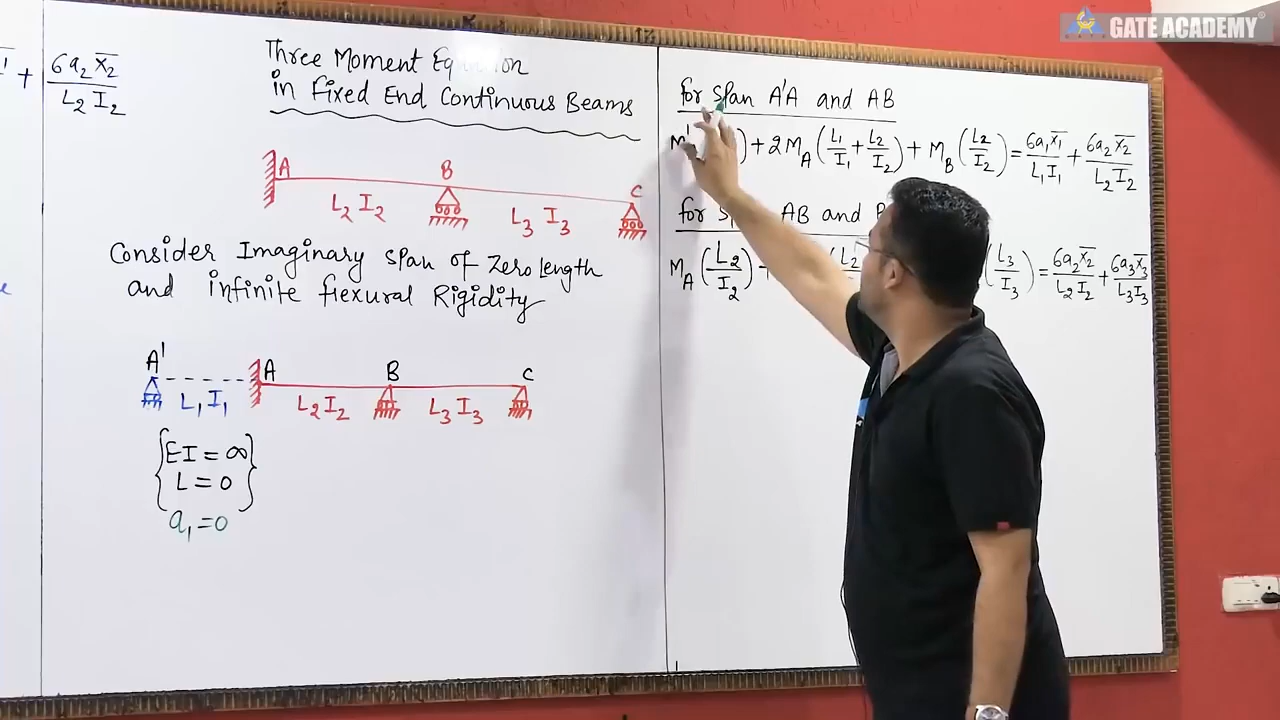 GATE ACADEMY
6a₂x̄₂
+
L₂ I₂
Three Moment Equation
in Fixed End Continuous Beams
A B C
L₂ I₂ L₃ I₃
Consider Imaginary Span of Zero Length
and infinite flexural Rigidity
A' A B C
L₁ I₁ L₂ I₂ L₃ I₃
{EI = ∞
L = 0}
a₁ = 0
for Span A'A and AB
+ 2M_A (L₁/I₁ + L₂/I₂) + M_B (L₂/I₂) = 6a₁x̄₁/L₁I₁ + 6a₂x̄₂/L₂I₂
for AB and
M_A (L₂/I₂) + (L₂ (L₃/I₃) = 6a₂x̄₂/L₂I₂ + 6a₃x̄₃/L₃I₃